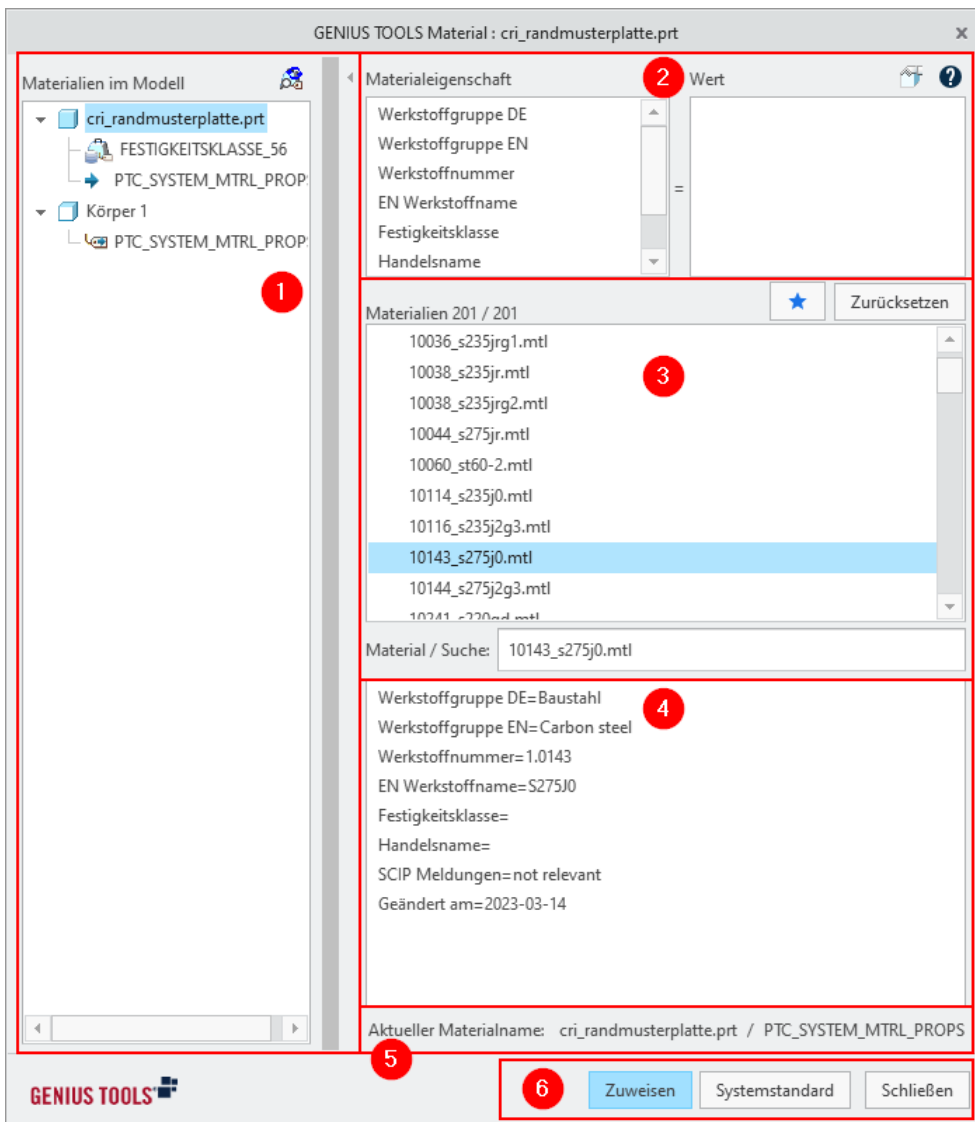 GENIUS TOOLS Material : cri_randmusterplatte.prt
Materialien im Modell
cri_randmusterplatte.prt
FESTIGKEITSKLASSE_56
PTC_SYSTEM_MTRL_PROPS
Körper 1
PTC_SYSTEM_MTRL_PROP
1
Materialeigenschaft
2
Wert
Werkstoffgruppe DE
Werkstoffgruppe EN
Werkstoffnummer
EN Werkstoffname
Festigkeitsklasse
Handelsname
=
Materialien 201 / 201
Zurücksetzen
10036_s235jrg1.mtl
10038_s235jr.mtl
3
10038_s235jrg2.mtl
10044_s275jr.mtl
10060_st60-2.mtl
10114_s235j0.mtl
10116_s235j2g3.mtl
10143_s275j0.mtl
10144_s275j2g3.mtl
Material / Suche: 10143_s275j0.mtl
Werkstoffgruppe DE=Baustahl
4
Werkstoffgruppe EN=Carbon steel
Werkstoffnummer=1.0143
EN Werkstoffname=S275J0
Festigkeitsklasse=
Handelsname=
SCIP Meldungen=not relevant
Geändert am=2023-03-14
Aktueller Materialname: cri_randmusterplatte.prt / PTC_SYSTEM_MTRL_PROPS
5
GENIUS TOOLS
6
Zuweisen
Systemstandard
Schließen